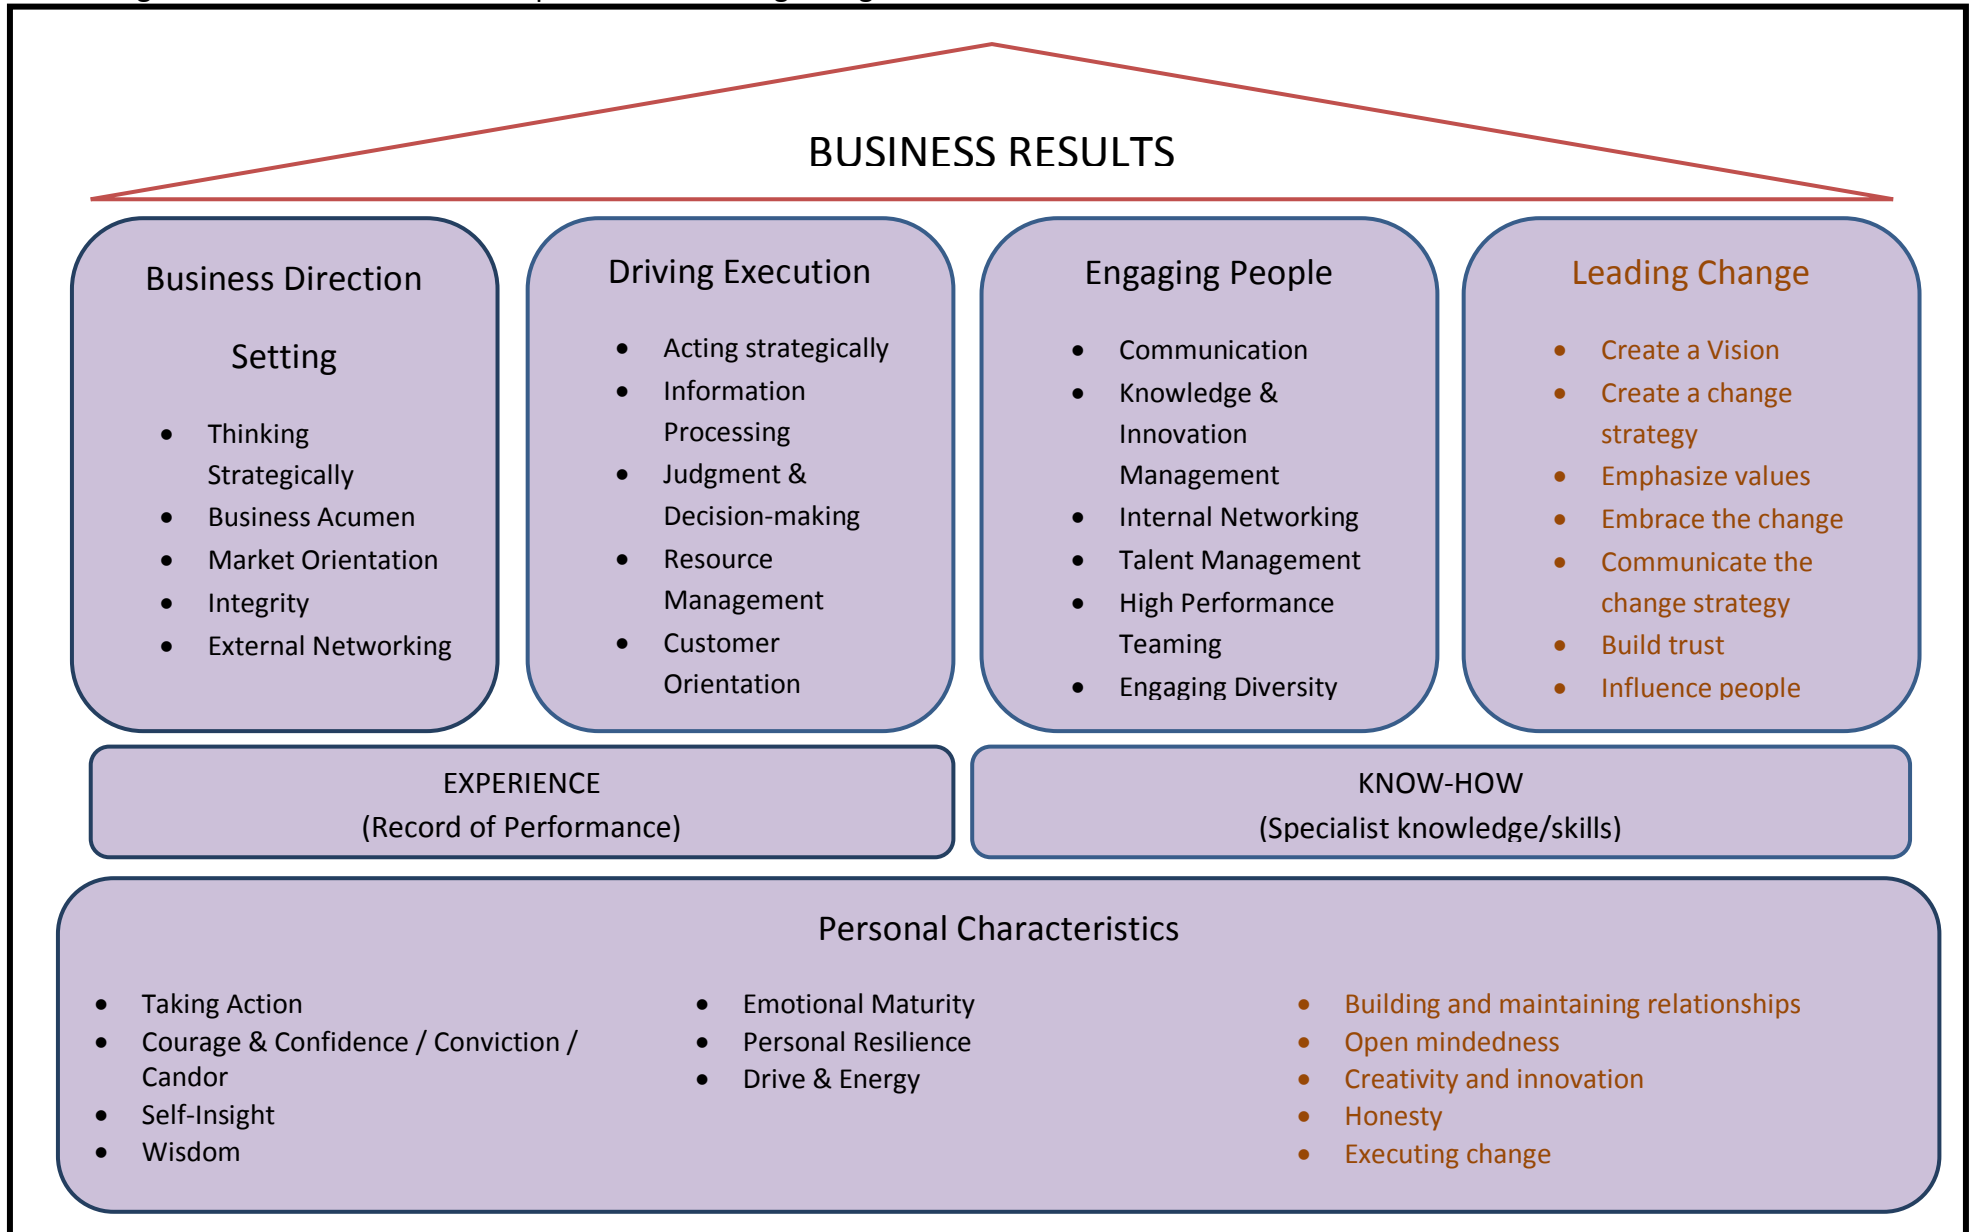 BUSINESS RESULTS
Business Direction
Setting
• Thinking
Strategically
• Business Acumen
• Market Orientation
• Integrity
• External Networking
Driving Execution
• Acting strategically
• Information
Processing
• Judgment &
Decision-making
• Resource
Management
• Customer
Orientation
Engaging People
• Communication
• Knowledge &
Innovation
Management
• Internal Networking
• Talent Management
• High Performance
Teaming
• Engaging Diversity
Leading Change
• Create a Vision
• Create a change
strategy
• Emphasize values
• Embrace the change
• Communicate the
change strategy
• Build trust
• Influence people
EXPERIENCE
(Record of Performance)
KNOW-HOW
(Specialist knowledge/skills)
Personal Characteristics
• Taking Action
• Courage & Confidence / Conviction /
Candor
• Self-Insight
• Wisdom
• Emotional Maturity
• Personal Resilience
• Drive & Energy
• Building and maintaining relationships
• Open mindedness
• Creativity and innovation
• Honesty
• Executing change